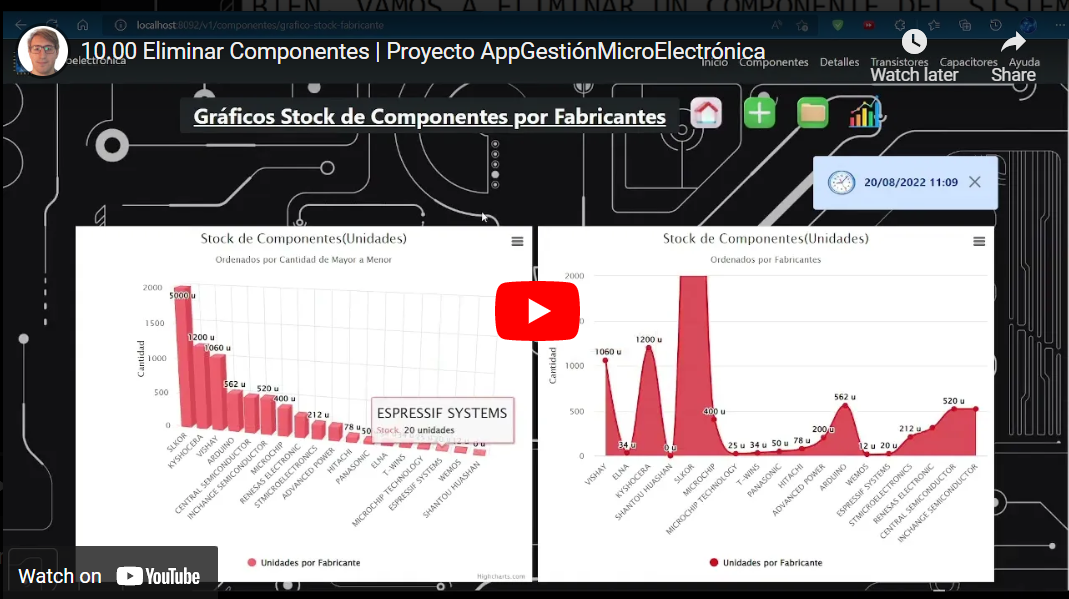 BIEN, VAMOS A ELIMINAR UN COMPONENTE DEL SISTEM
localhost:8092/v1/componentes/grafico-stock-fabricante
10.00 Eliminar Componentes | Proyecto AppGestiónMicroElectrónica
Inicio Componentes Detalles Transistores Capacitores Ayuda
Watch later Share
Gráficos Stock de Componentes por Fabricantes
20/08/2022 11:09
Stock de Componentes(Unidades)
Ordenados por Cantidad de Mayor a Menor
Cantidad
2000
1500
1000
500
0
5000 u
1200 u
1060 u
562 u
520 u
400 u
212 u
78 u
ESPRESSIF SYSTEMS
Stock: 20 unidades
SLKOR
KYSHOCERA
VISHAY
ARDUINO
CENTRAL SEMICONDUCTOR
INCHANGE SEMICONDUCTOR
MICROCHIP
RENESAS ELECTRONIC
STMICROELECTRONICS
ADVANCED POWER
HITACHI
PANASONIC
MICROCHIP TECHNOLOGY
ELNA
T-WINS
ESPRESSIF SYSTEMS
WEMOS
SHANTOU HUASHAN
Unidades por Fabricante
Highcharts.com
Stock de Componentes(Unidades)
Ordenados por Fabricantes
Cantidad
2000
1000
500
0
1060 u
34 u
1200 u
0 u
400 u
25 u
34 u
50 u
78 u
200 u
562 u
12 u
20 u
212 u
520 u
VISHAY
ELNA
KYSHOCERA
SHANTOU HUASHAN
SLKOR
MICROCHIP
MICROCHIP TECHNOLOGY
T-WINS
PANASONIC
HITACHI
ADVANCED POWER
ARDUINO
WEMOS
ESPRESSIF SYSTEMS
STMICROELECTRONICS
RENESAS ELECTRONIC
CENTRAL SEMICONDUCTOR
INCHANGE SEMICONDUCTOR
Unidades por Fabricante
Watch on YouTube